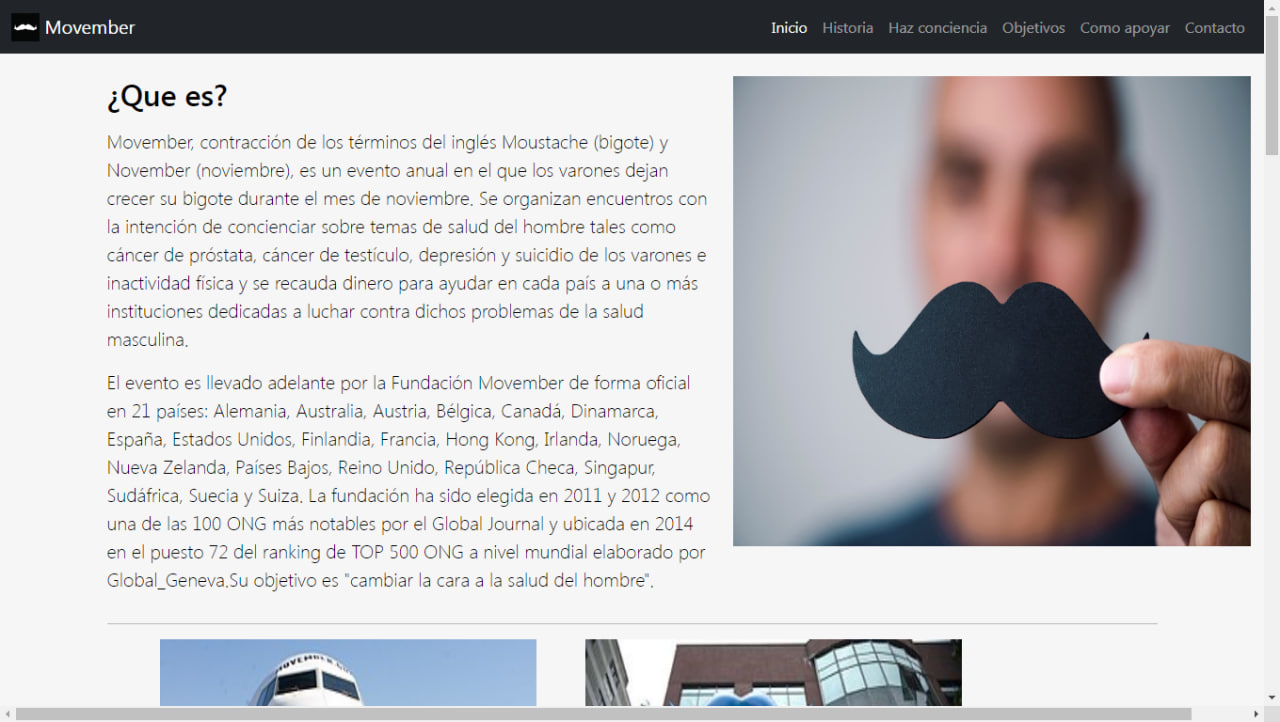 Movember
Inicio Historia Haz conciencia Objetivos Como apoyar Contacto
¿Que es?
Movember, contracción de los términos del inglés Moustache (bigote) y
November (noviembre), es un evento anual en el que los varones dejan
crecer su bigote durante el mes de noviembre. Se organizan encuentros con
la intención de concienciar sobre temas de salud del hombre tales como
cáncer de próstata, cáncer de testículo, depresión y suicidio de los varones e
inactividad física y se recauda dinero para ayudar en cada país a una o más
instituciones dedicadas a luchar contra dichos problemas de la salud
masculina.
El evento es llevado adelante por la Fundación Movember de forma oficial
en 21 países: Alemania, Australia, Austria, Bélgica, Canadá, Dinamarca,
España, Estados Unidos, Finlandia, Francia, Hong Kong, Irlanda, Noruega,
Nueva Zelanda, Países Bajos, Reino Unido, República Checa, Singapur,
Sudáfrica, Suecia y Suiza. La fundación ha sido elegida en 2011 y 2012 como
una de las 100 ONG más notables por el Global Journal y ubicada en 2014
en el puesto 72 del ranking de TOP 500 ONG a nivel mundial elaborado por
Global_Geneva.Su objetivo es "cambiar la cara a la salud del hombre".
MOVEMBER